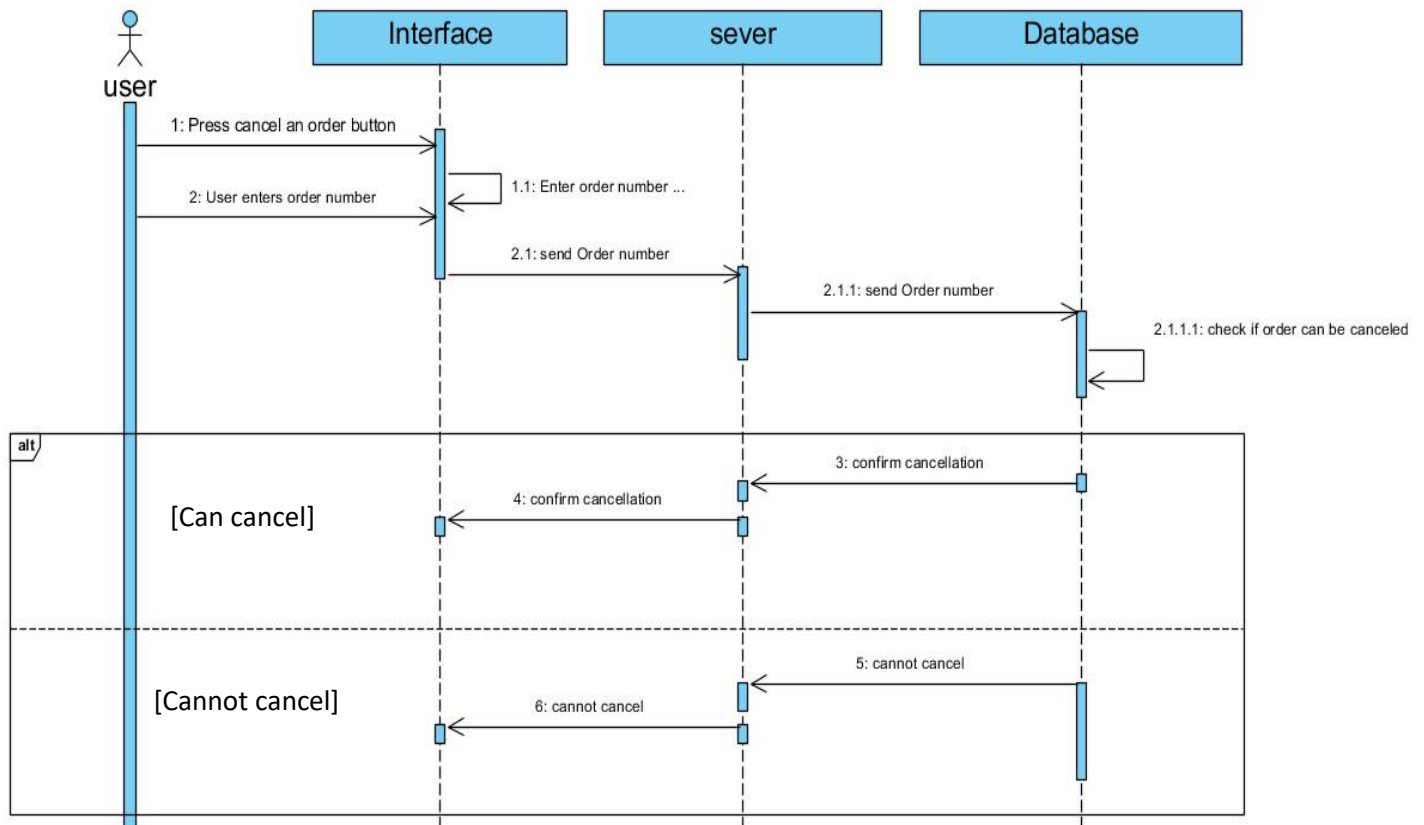 Interface
sever
Database
user
1: Press cancel an order button
1.1: Enter order number ...
2: User enters order number
2.1: send Order number
2.1.1: send Order number
2.1.1.1: check if order can be canceled
alt
3: confirm cancellation
4: confirm cancellation
[Can cancel]
5: cannot cancel
[Cannot cancel]
6: cannot cancel